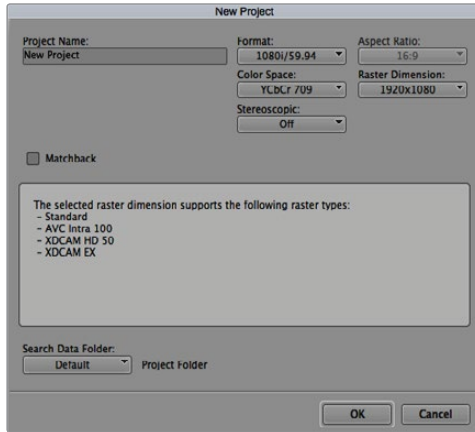 New Project
Project Name:
New Project
Format:
1080i/59.94
Aspect Ratio:
16:9
Color Space:
YCbCr 709
Raster Dimension:
1920x1080
Stereoscopic:
Off
Matchback
The selected raster dimension supports the following raster types:
- Standard
- AVC Intra 100
- XDCAM HD 50
- XDCAM EX
Search Data Folder:
Default
Project Folder
OK
Cancel